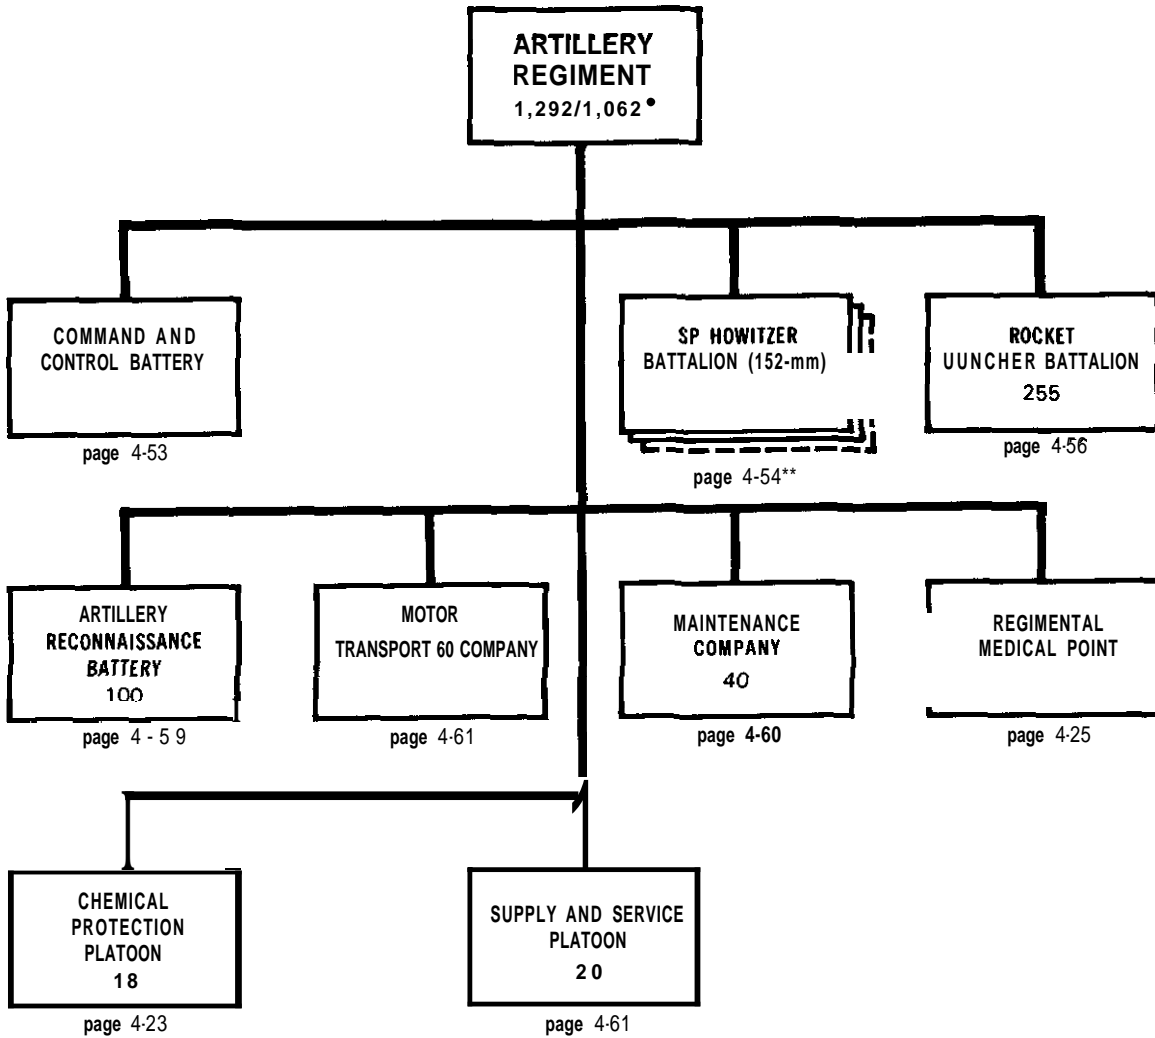 ARTILLERY
REGIMENT
1,292/1,062•
COMMAND AND
CONTROL BATTERY
page 4-53
SP HOWITZER
BATTALION (152-mm)
page 4-54**
ROCKET
UUNCHER BATTALION
255
page 4-56
ARTILLERY
RECONNAISSANCE
BATTERY
100
page 4-59
MOTOR
TRANSPORT 60 COMPANY
page 4-61
MAINTENANCE
COMPANY
40
page 4-60
REGIMENTAL
MEDICAL POINT
page 4-25
CHEMICAL
PROTECTION
PLATOON
18
page 4-23
SUPPLY AND SERVICE
PLATOON
20
page 4-61